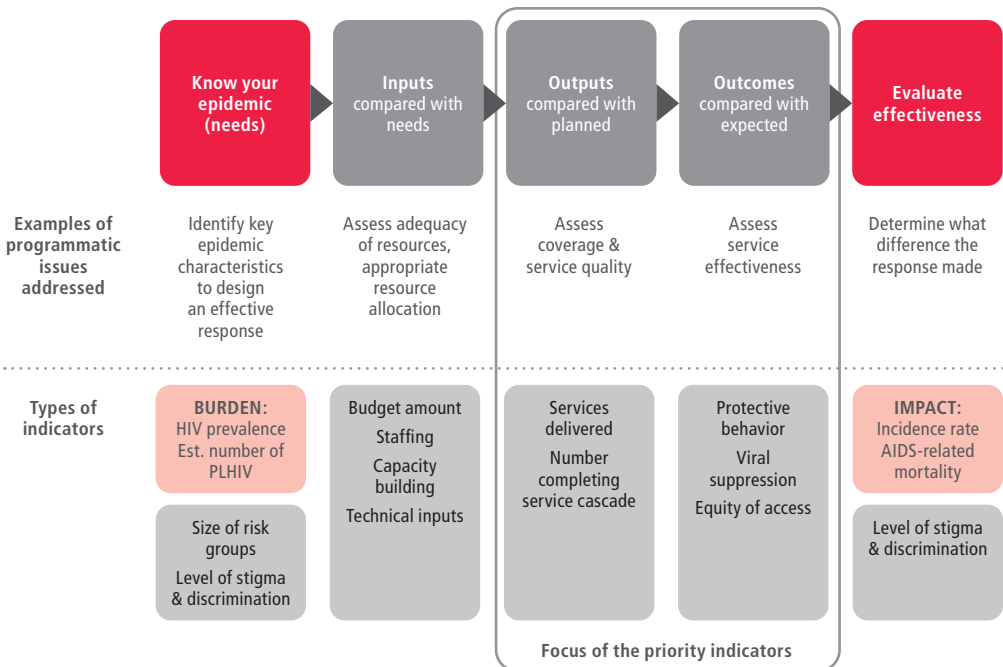 Know your
epidemic
(needs)
Inputs
compared with
needs
Outputs
compared with
planned
Outcomes
compared with
expected
Evaluate
effectiveness
Examples of
programmatic
issues
addressed
Identify key
epidemic
characteristics
to design
an effective
response
Assess adequacy
of resources,
appropriate
resource
allocation
Assess
coverage &
service quality
Assess
service
effectiveness
Determine what
difference the
response made
Types of
indicators
BURDEN:
HIV prevalence
Est. number of
PLHIV
Size of risk
groups
Level of stigma
& discrimination
Budget amount
Staffing
Capacity
building
Technical inputs
Services
delivered
Number
completing
service cascade
Protective
behavior
Viral
suppression
Equity of access
IMPACT:
Incidence rate
AIDS-related
mortality
Level of stigma
& discrimination
Focus of the priority indicators